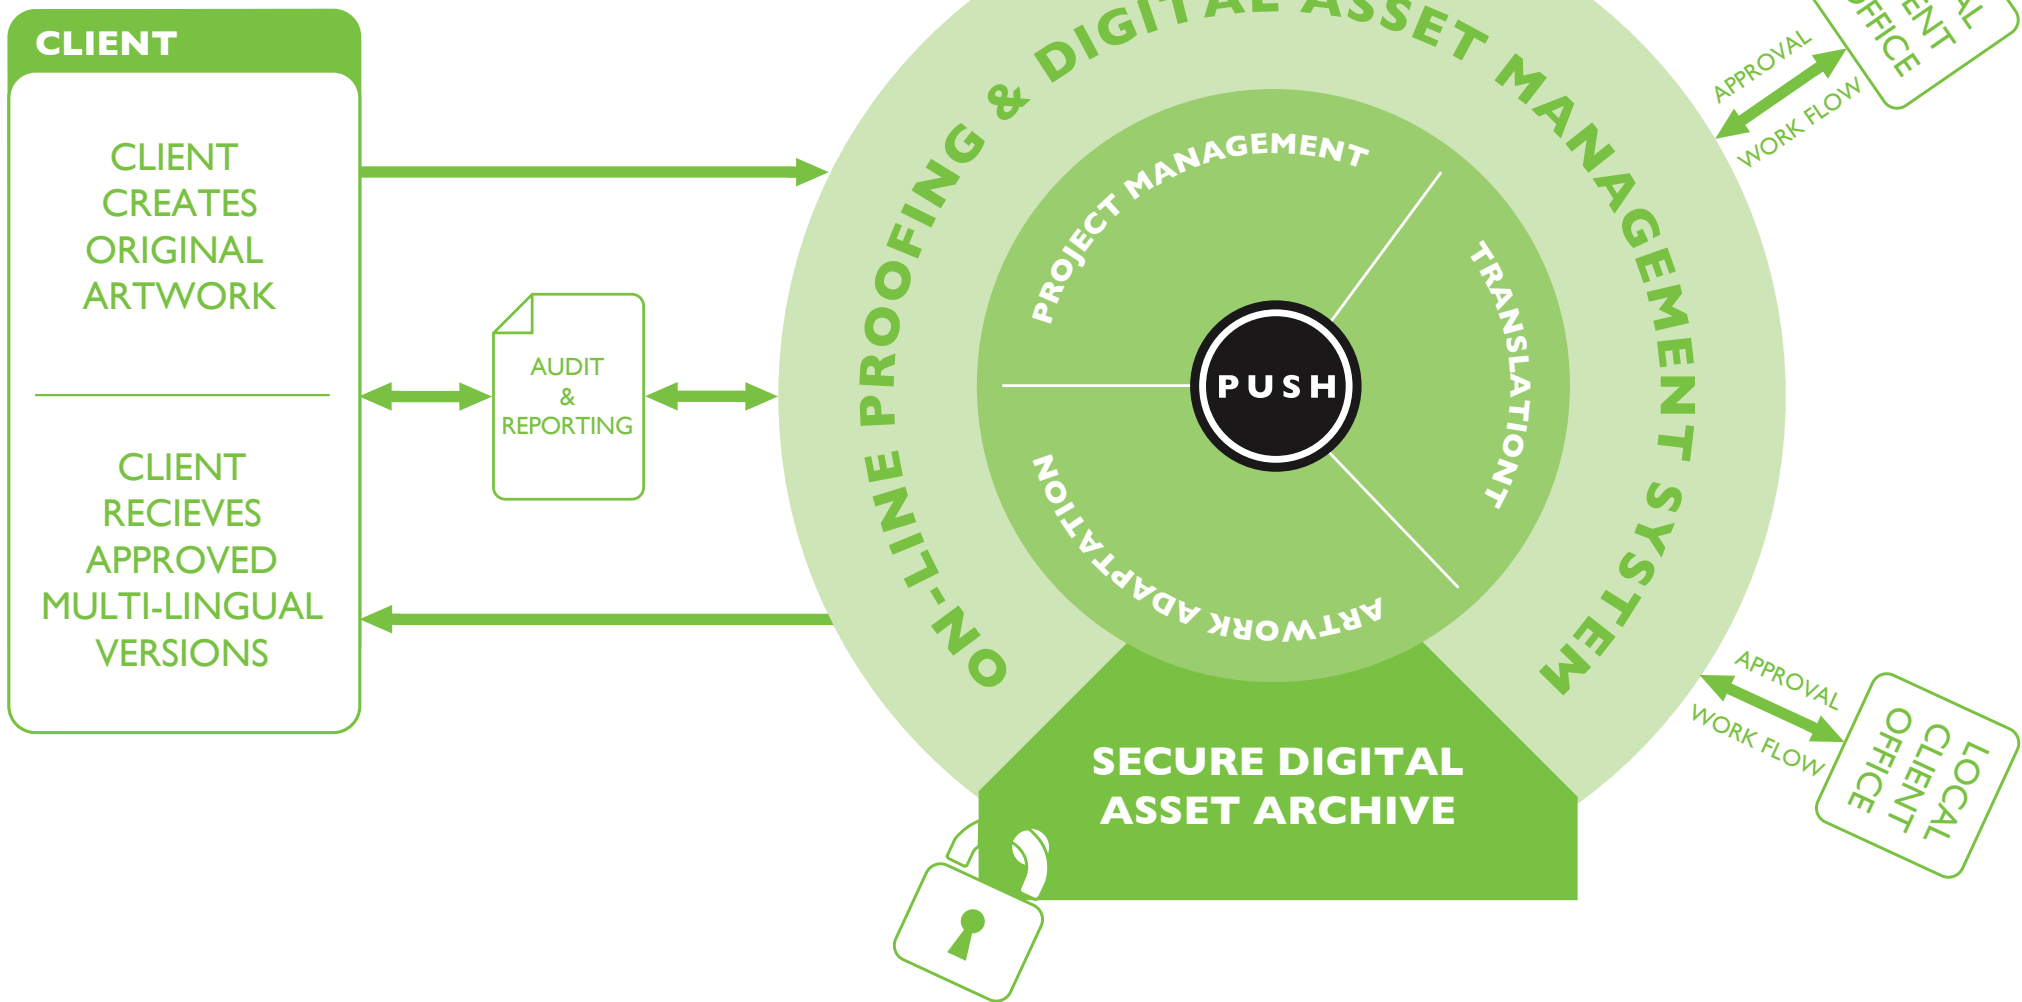 CLIENT
CLIENT
CREATES
ORIGINAL
ARTWORK
CLIENT
RECIEVES
APPROVED
MULTI-LINGUAL
VERSIONS
AUDIT
&
REPORTING
ON-LINE PROOFING & DIGITAL ASSET MANAGEMENT SYSTEM
PROJECT MANAGEMENT
TRANSLATIONT
ARTWORK ADAPTATION
PUSH
SECURE DIGITAL
ASSET ARCHIVE
APPROVAL
WORK FLOW
APPROVAL
WORK FLOW
LOCAL
CLIENT
OFFICE